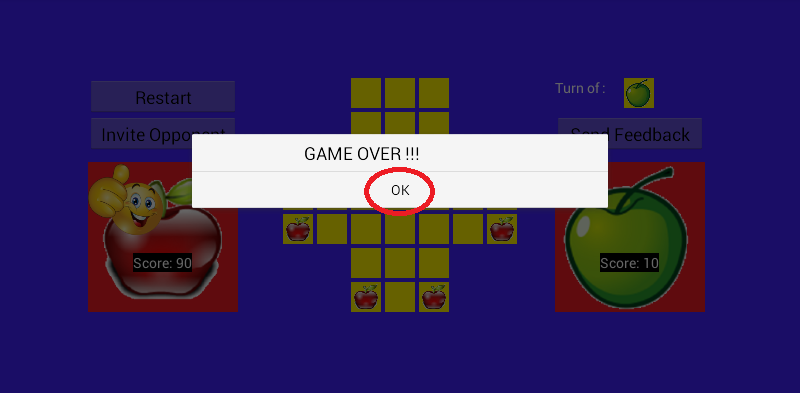 Restart
Turn of :
Invite Opponent
Send Feedback
GAME OVER !!!
OK
Score: 90
Score: 10